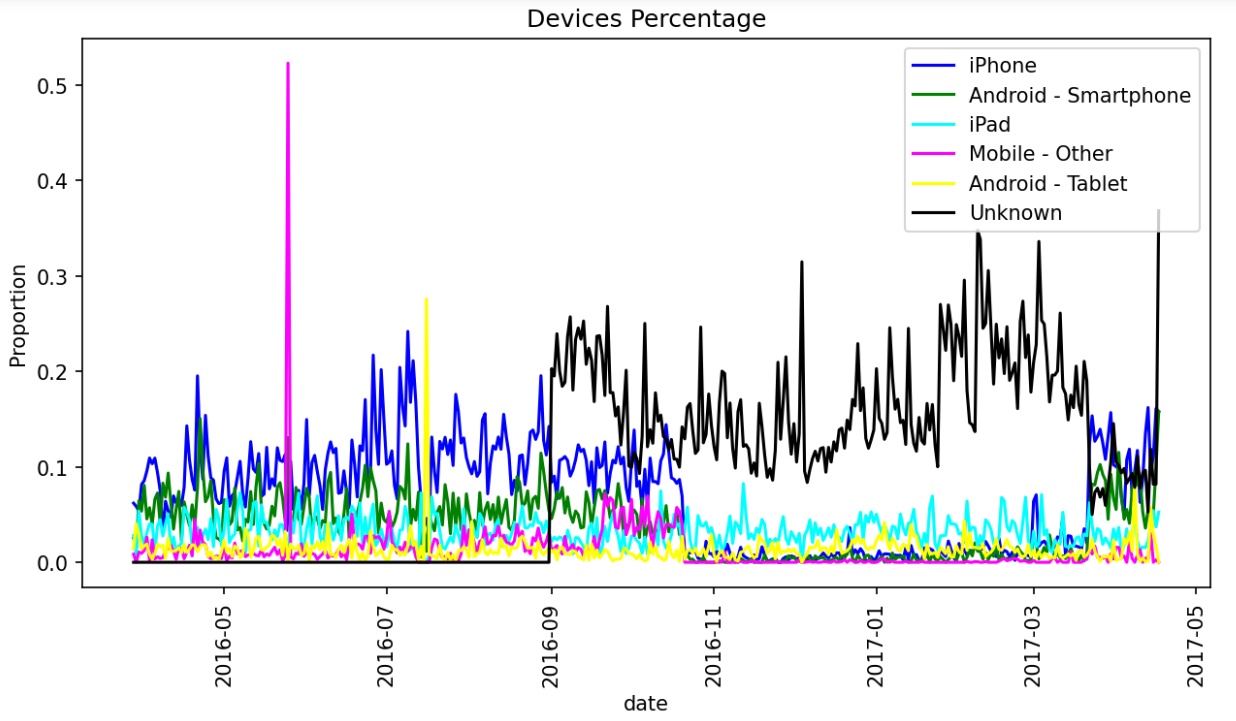 Devices Percentage
iPhone
Android - Smartphone
iPad
Mobile - Other
Android - Tablet
Unknown
Proportion
0.5
0.4
0.3
0.2
0.1
0.0
2016-05
2016-07
2016-09
2016-11
2017-01
2017-03
2017-05
date